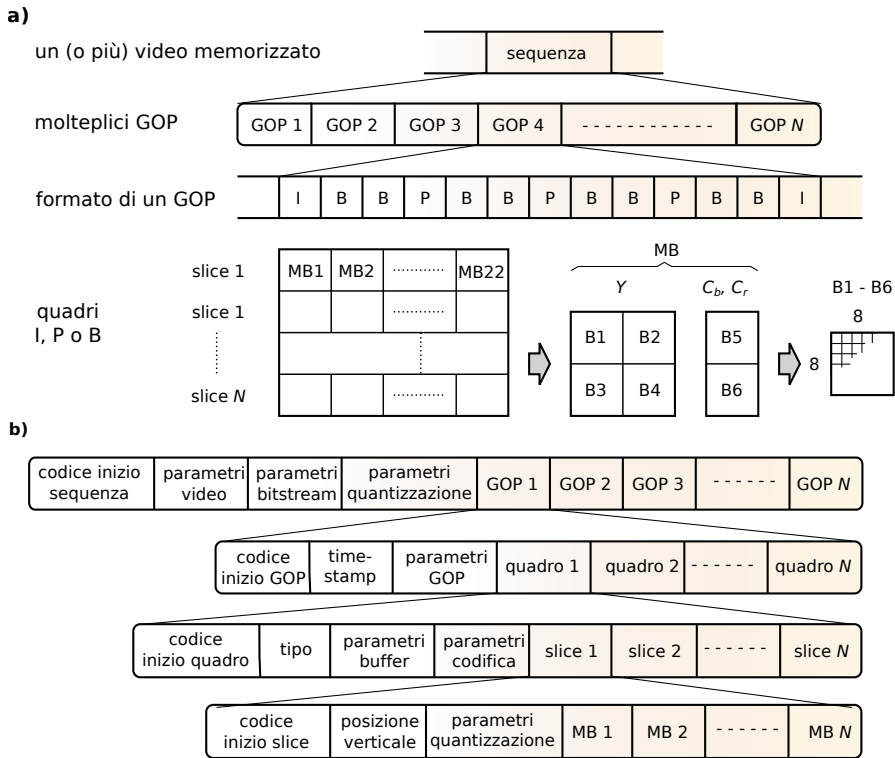 a)
un (o più) video memorizzato
sequenza
molteplici GOP
GOP 1 GOP 2 GOP 3 GOP 4 - - - - - - - - - - - - GOP N
formato di un GOP
I B B P B B P B B P B B I
quadri
I, P o B
slice 1
slice 1
slice N
MB1 MB2 ........... MB22
...........
...........
MB
Y
Cb, Cr
B1 B2
B3 B4
B5
B6
B1 - B6
8
8
b)
codice inizio
sequenza
parametri
video
parametri
bitstream
parametri
quantizzazione
GOP 1 GOP 2 GOP 3 - - - - - - GOP N
codice
inizio GOP
time-
stamp
parametri
GOP
quadro 1 quadro 2 - - - - - - quadro N
codice
inizio quadro
tipo
parametri
buffer
parametri
codifica
slice 1 slice 2 - - - - - - slice N
codice
inizio slice
posizione
verticale
parametri
quantizzazione
MB 1 MB 2 - - - - - - MB N